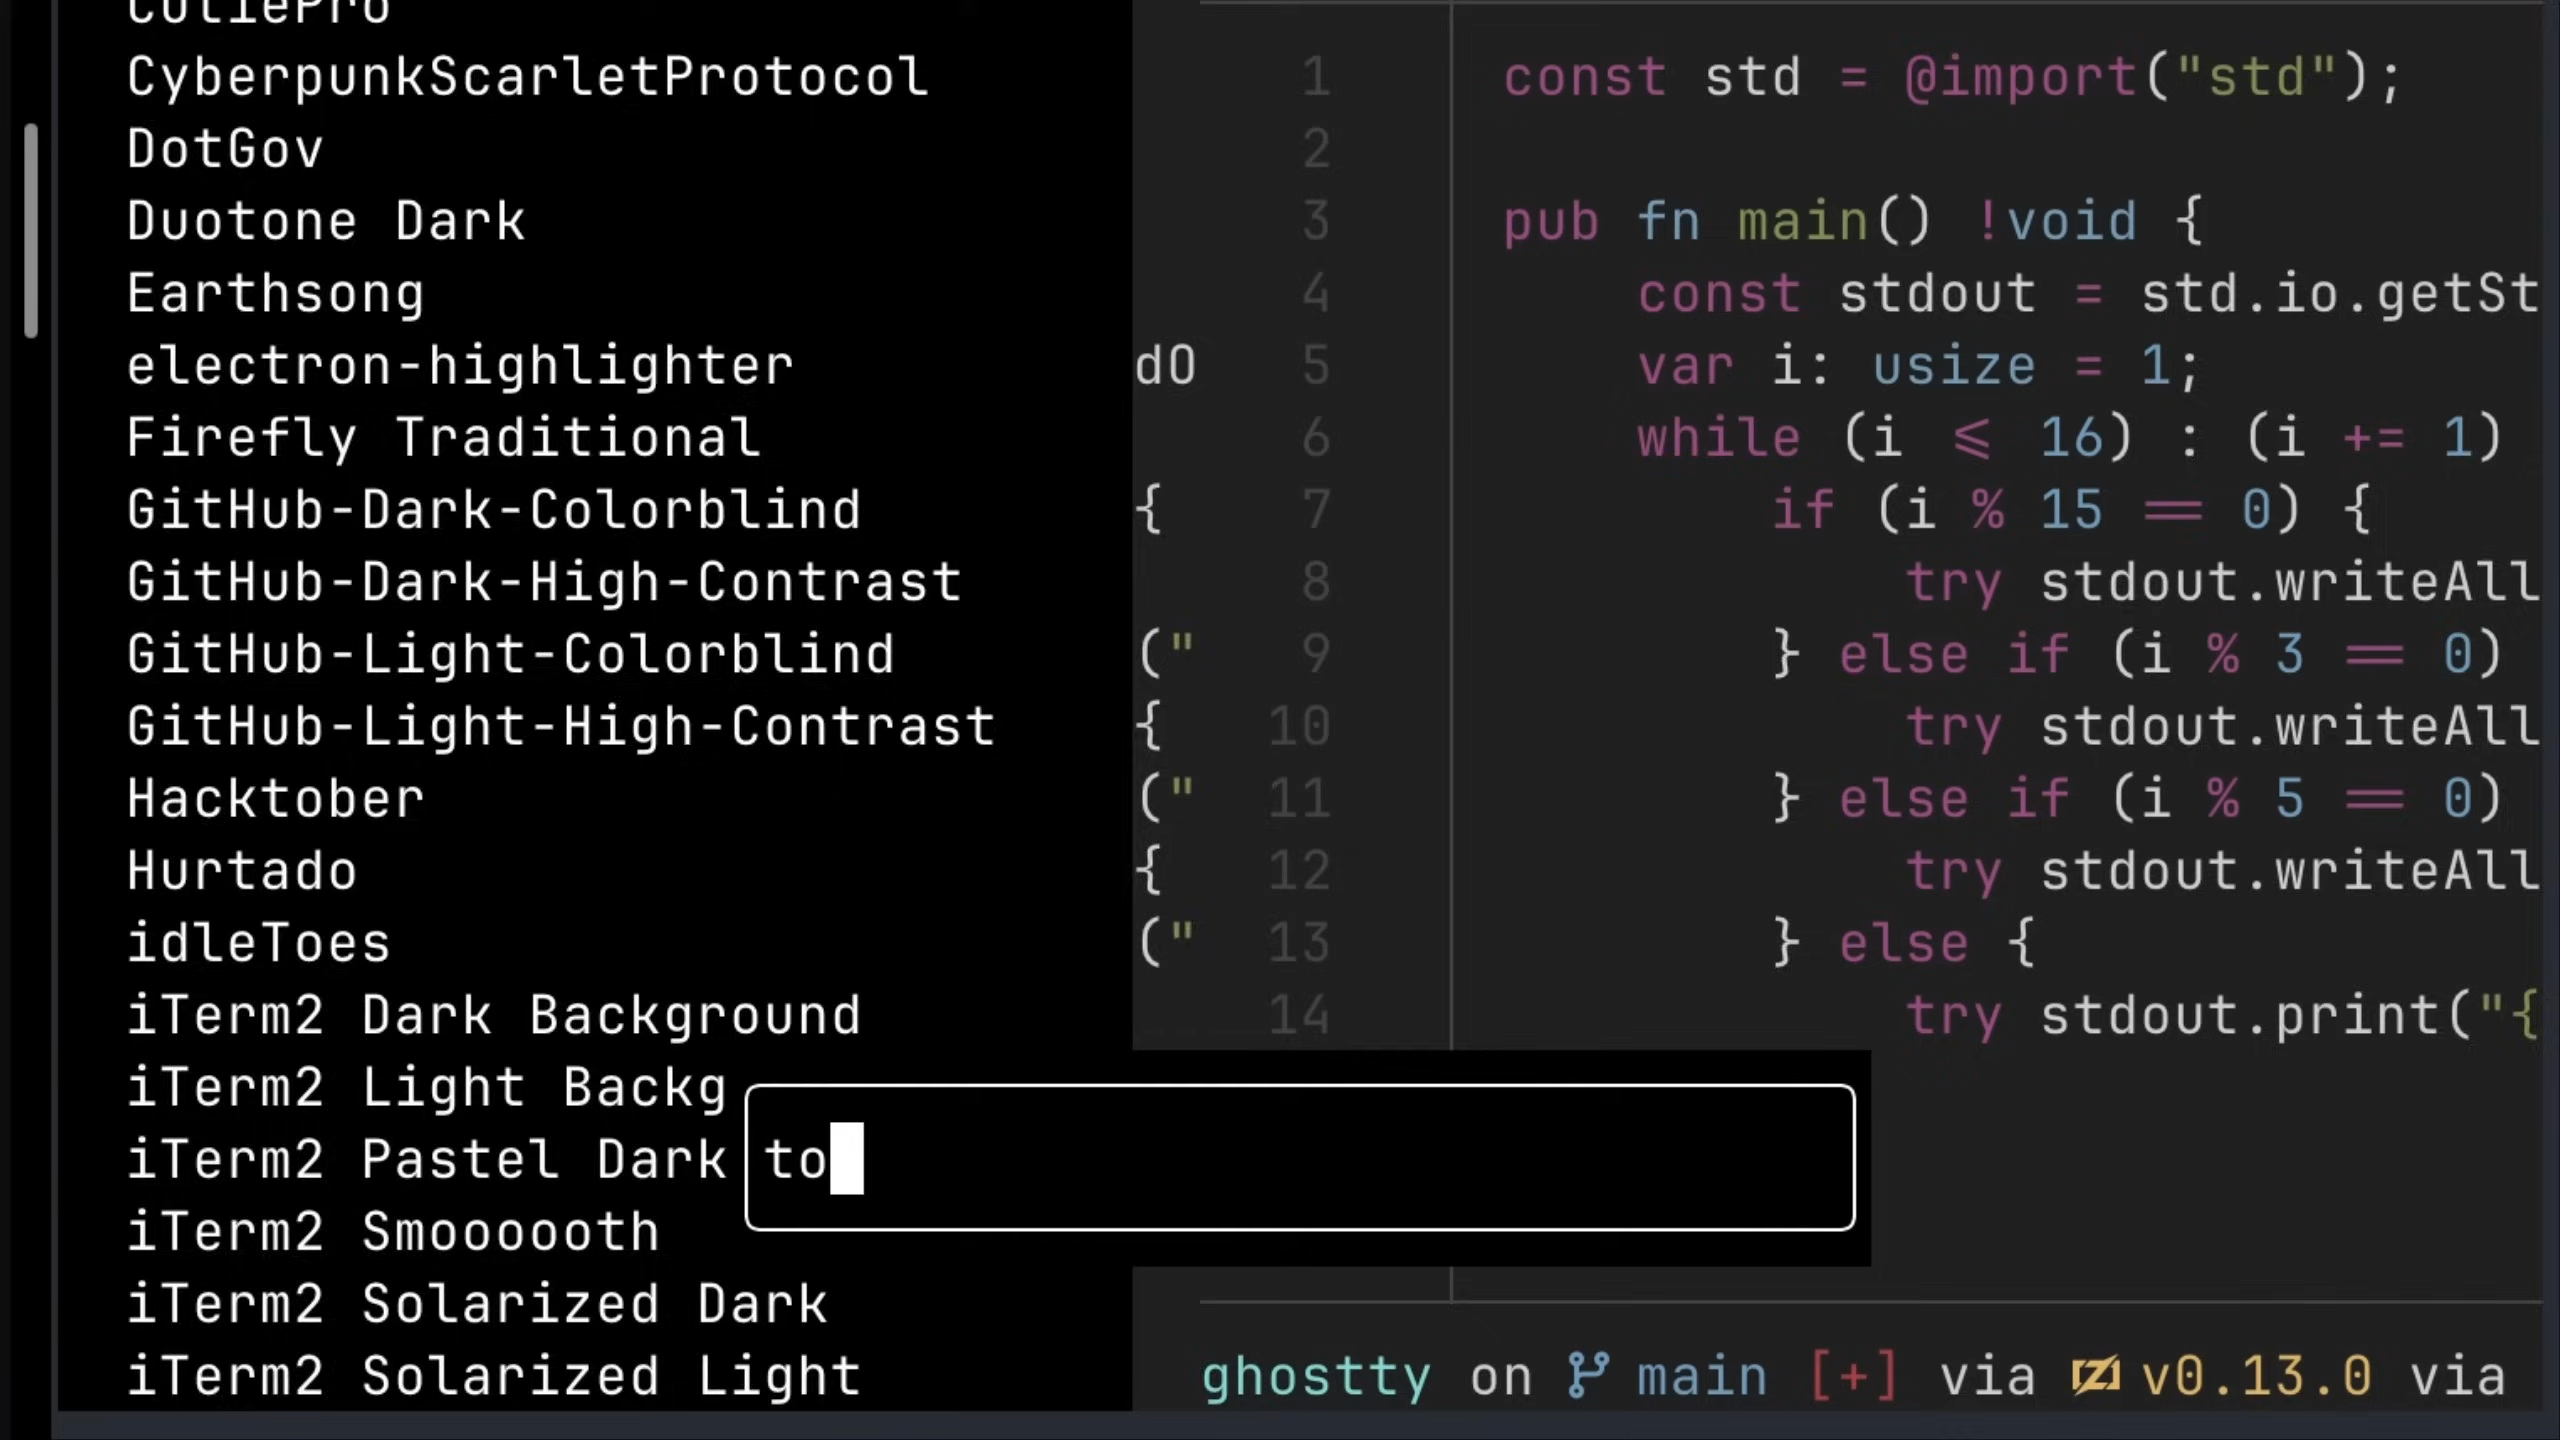 CutiePro
CyberpunkScarletProtocol
DotGov
Duotone Dark
Earthsong
electron-highlighter
Firefly Traditional
GitHub-Dark-Colorblind
GitHub-Dark-High-Contrast
GitHub-Light-Colorblind
GitHub-Light-High-Contrast
Hacktober
Hurtado
idleToes
iTerm2 Dark Background
iTerm2 Light Backg
iTerm2 Pastel Dark
iTerm2 Smoooooth
iTerm2 Solarized Dark
iTerm2 Solarized Light
to
dO
{
("
{
("
{
("
1 const std = @import("std");
2
3 pub fn main() !void {
4 const stdout = std.io.getSt
5 var i: usize = 1;
6 while (i <= 16) : (i += 1)
7 if (i % 15 == 0) {
8 try stdout.writeAll
9 } else if (i % 3 == 0)
10 try stdout.writeAll
11 } else if (i % 5 == 0)
12 try stdout.writeAll
13 } else {
14 try stdout.print("{
ghostty on main [+] via v0.13.0 via